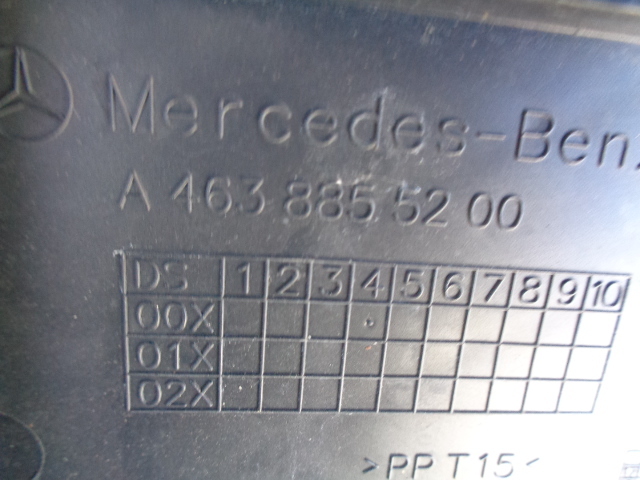 Mercedes-Benz
A 463 885 52 00
DS 1 2 3 4 5 6 7 8 9 10
00X
01X
02X
>PP T15<